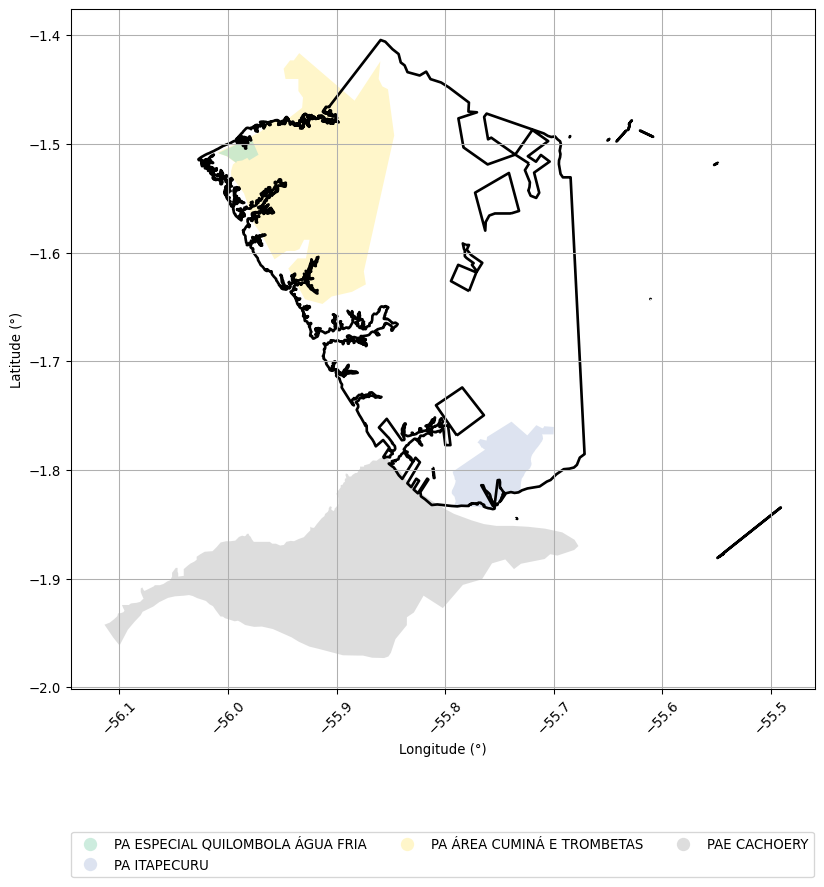 −1.4
−1.5
−1.6
−1.7
−1.8
−1.9
−2.0
Latitude (°)
−56.1
−56.0
−55.9
−55.8
−55.7
−55.6
−55.5
Longitude (°)
PA ESPECIAL QUILOMBOLA ÁGUA FRIA
PA ITAPECURU
PA ÁREA CUMINÁ E TROMBETAS
PAE CACHOERY